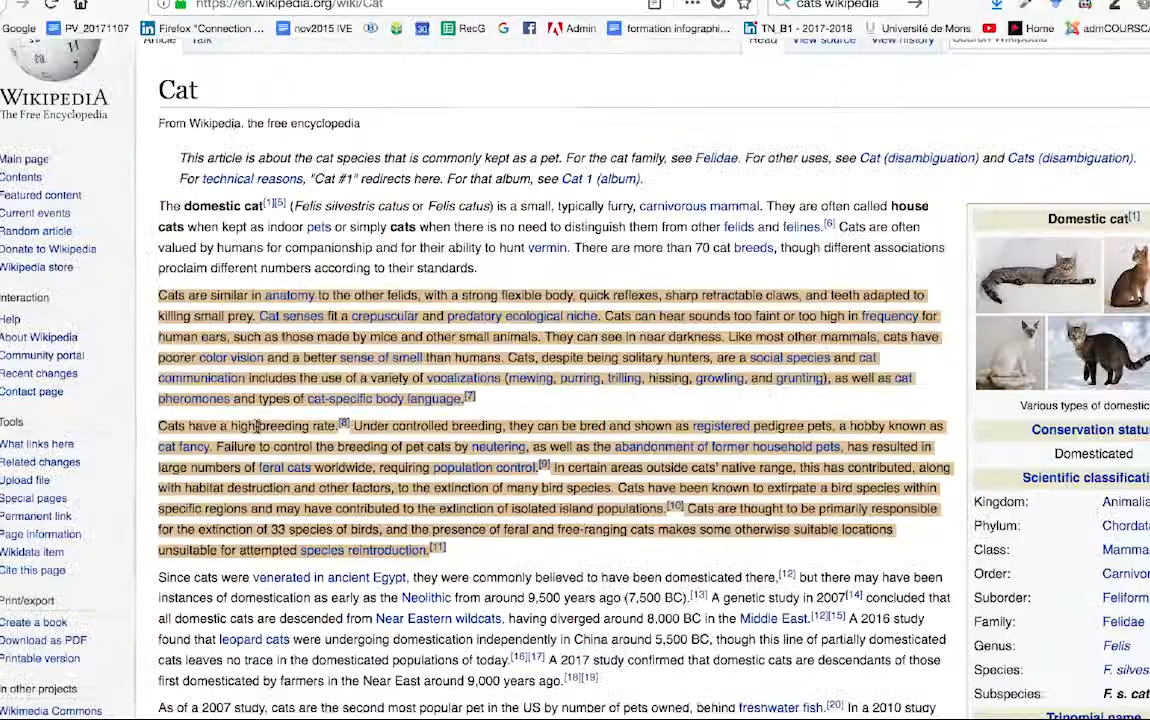 https://en.wikipedia.org/wiki/Cat
cats wikipedia
Google
PV_20171107
Firefox "Connection ...
nov2015 IVE
30
RecG
Admin
formation infographi...
TN_B1 - 2017-2018
Université de Mons
Home
admCOURSCA
Article
Talk
Read
View source
View history
Search Wikipedia
WIKIPEDIA
The Free Encyclopedia
Main page
Contents
Featured content
Current events
Random article
Donate to Wikipedia
Wikipedia store
Interaction
Help
About Wikipedia
Community portal
Recent changes
Contact page
Tools
What links here
Related changes
Upload file
Special pages
Permanent link
Page information
Wikidata item
Cite this page
Print/export
Create a book
Download as PDF
Printable version
In other projects
Wikimedia Commons
Cat
From Wikipedia, the free encyclopedia
This article is about the cat species that is commonly kept as a pet. For the cat family, see Felidae. For other uses, see Cat (disambiguation) and Cats (disambiguation).
For technical reasons, "Cat #1" redirects here. For that album, see Cat 1 (album).
The domestic cat[1][5] (Felis silvestris catus or Felis catus) is a small, typically furry, carnivorous mammal. They are often called house
cats when kept as indoor pets or simply cats when there is no need to distinguish them from other felids and felines.[6] Cats are often
valued by humans for companionship and for their ability to hunt vermin. There are more than 70 cat breeds, though different associations
proclaim different numbers according to their standards.
Cats are similar in anatomy to the other felids, with a strong flexible body, quick reflexes, sharp retractable claws, and teeth adapted to
killing small prey. Cat senses fit a crepuscular and predatory ecological niche. Cats can hear sounds too faint or too high in frequency for
human ears, such as those made by mice and other small animals. They can see in near darkness. Like most other mammals, cats have
poorer color vision and a better sense of smell than humans. Cats, despite being solitary hunters, are a social species and cat
communication includes the use of a variety of vocalizations (mewing, purring, trilling, hissing, growling, and grunting), as well as cat
pheromones and types of cat-specific body language.[7]
Cats have a high breeding rate.[8] Under controlled breeding, they can be bred and shown as registered pedigree pets, a hobby known as
cat fancy. Failure to control the breeding of pet cats by neutering, as well as the abandonment of former household pets, has resulted in
large numbers of feral cats worldwide, requiring population control.[9] In certain areas outside cats' native range, this has contributed, along
with habitat destruction and other factors, to the extinction of many bird species. Cats have been known to extirpate a bird species within
specific regions and may have contributed to the extinction of isolated island populations.[10] Cats are thought to be primarily responsible
for the extinction of 33 species of birds, and the presence of feral and free-ranging cats makes some otherwise suitable locations
unsuitable for attempted species reintroduction.[11]
Since cats were venerated in ancient Egypt, they were commonly believed to have been domesticated there,[12] but there may have been
instances of domestication as early as the Neolithic from around 9,500 years ago (7,500 BC).[13] A genetic study in 2007[14] concluded that
all domestic cats are descended from Near Eastern wildcats, having diverged around 8,000 BC in the Middle East.[12][15] A 2016 study
found that leopard cats were undergoing domestication independently in China around 5,500 BC, though this line of partially domesticated
cats leaves no trace in the domesticated populations of today.[16][17] A 2017 study confirmed that domestic cats are descendants of those
first domesticated by farmers in the Near East around 9,000 years ago.[18][19]
As of a 2007 study, cats are the second most popular pet in the US by number of pets owned, behind freshwater fish.[20] In a 2010 study
Domestic cat[1]
Various types of domestic
Conservation statu
Domesticated
Scientific classificati
Kingdom: Animalia
Phylum: Chordat
Class: Mamma
Order: Carnivor
Suborder: Feliform
Family: Felidae
Genus: Felis
Species: F. silves
Subspecies: F. s. cat
Trinomial name